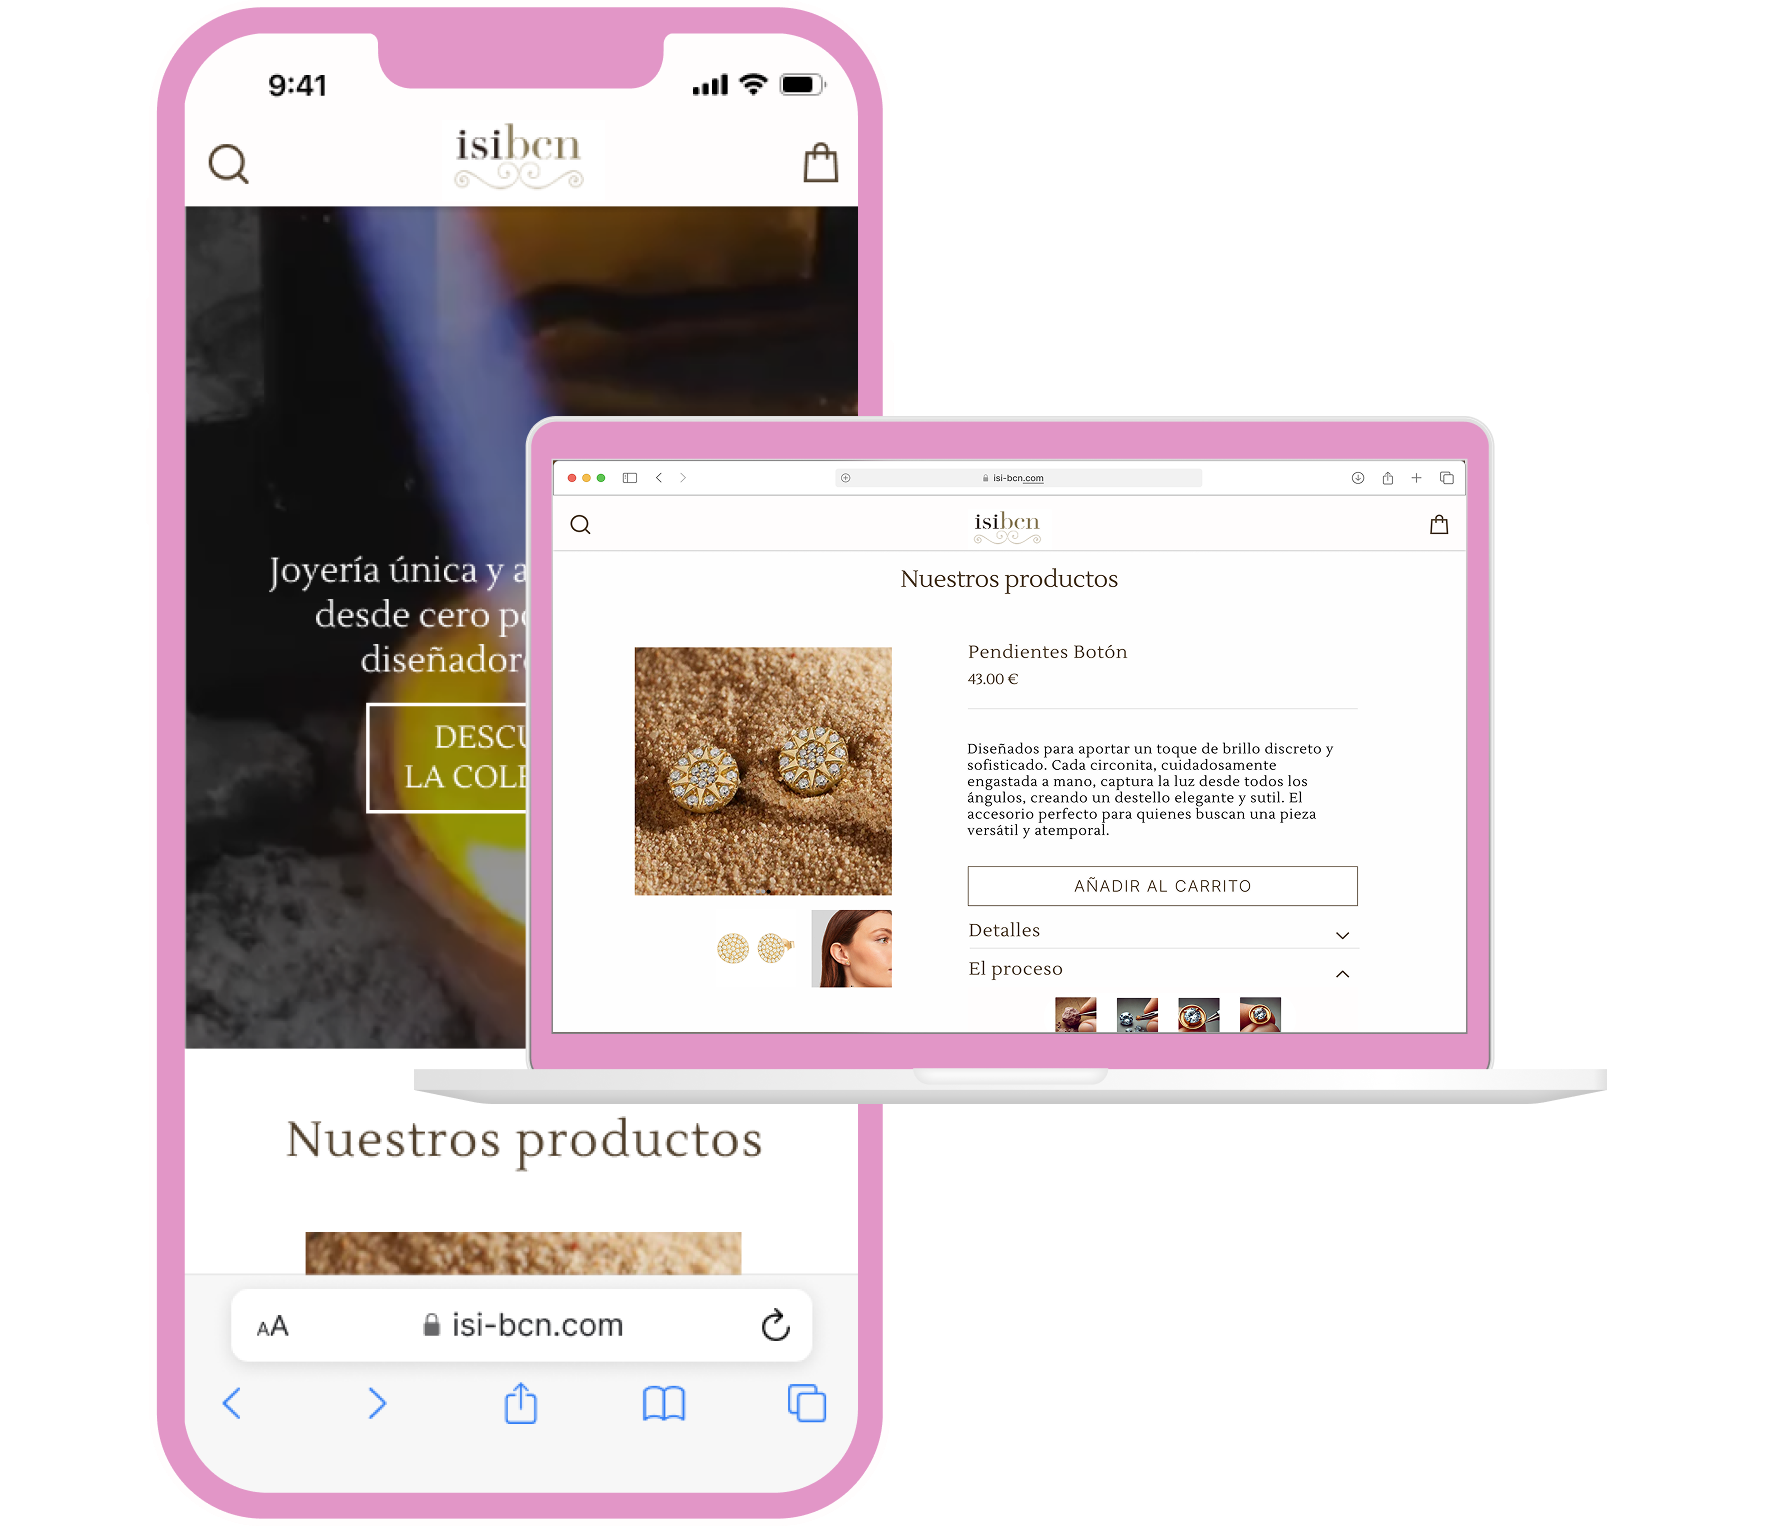 9:41
isibcn
Joyería única y a
desde cero po
diseñador
DESCU
LA COLE
Nuestros productos
AA
isi-bcn.com
isi-bcn.com
isibcn
Nuestros productos
Pendientes Botón
43.00 €
Diseñados para aportar un toque de brillo discreto y
sofisticado. Cada circonita, cuidadosamente
engastada a mano, captura la luz desde todos los
ángulos, creando un destello elegante y sutil. El
accesorio perfecto para quienes buscan una pieza
versátil y atemporal.
AÑADIR AL CARRITO
Detalles
El proceso